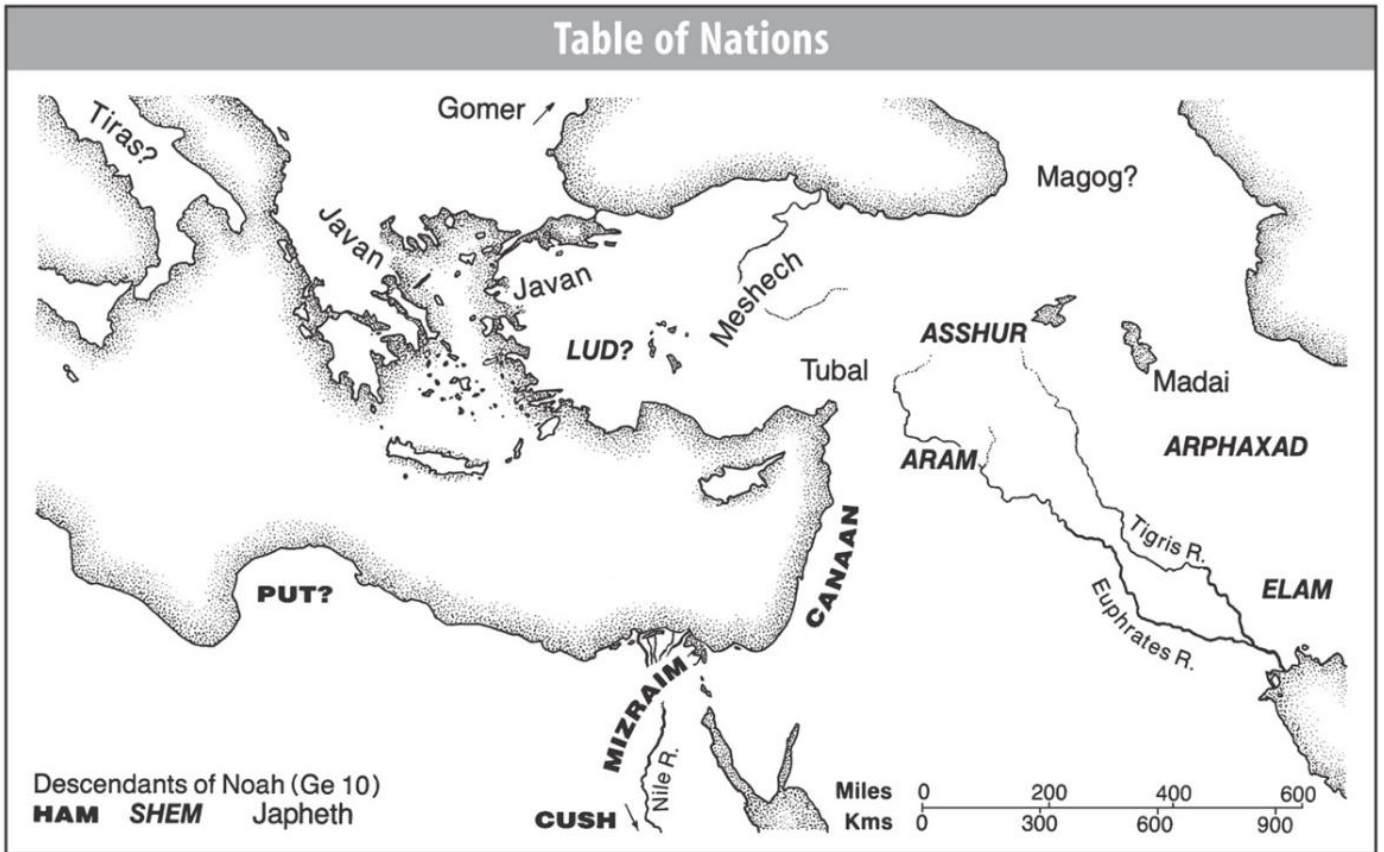 Table of Nations
Tiras?
Gomer
Magog?
Javan
Javan
Meshech
LUD?
ASSHUR
Tubal
Madai
ARAM
ARPHAXAD
CANAAN
Tigris R.
PUT?
Euphrates R.
ELAM
MIZRAIM
Nile R.
CUSH
Descendants of Noah (Ge 10)
HAM SHEM Japheth
Miles 0 200 400 600
Kms 0 300 600 900